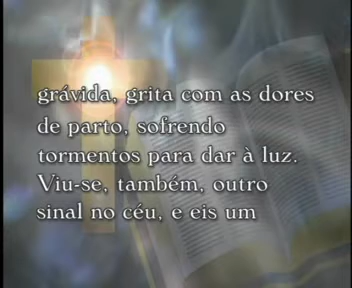 grávida, grita com as dores
de parto, sofrendo
tormentos para dar à luz.
Viu-se, também, outro
sinal no céu, e eis um